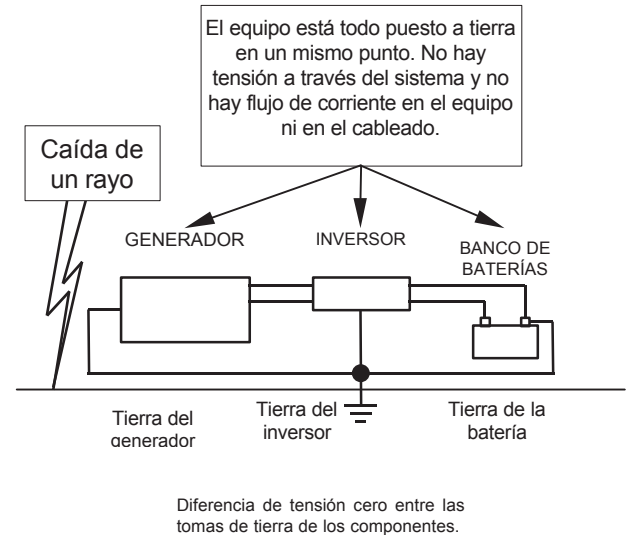 El equipo está todo puesto a tierra
en un mismo punto. No hay
tensión a través del sistema y no
hay flujo de corriente en el equipo
ni en el cableado.
Caída de
un rayo
GENERADOR
INVERSOR
BANCO DE
BATERÍAS
Tierra del
generador
Tierra del
inversor
Tierra de la
batería
Diferencia de tensión cero entre las
tomas de tierra de los componentes.